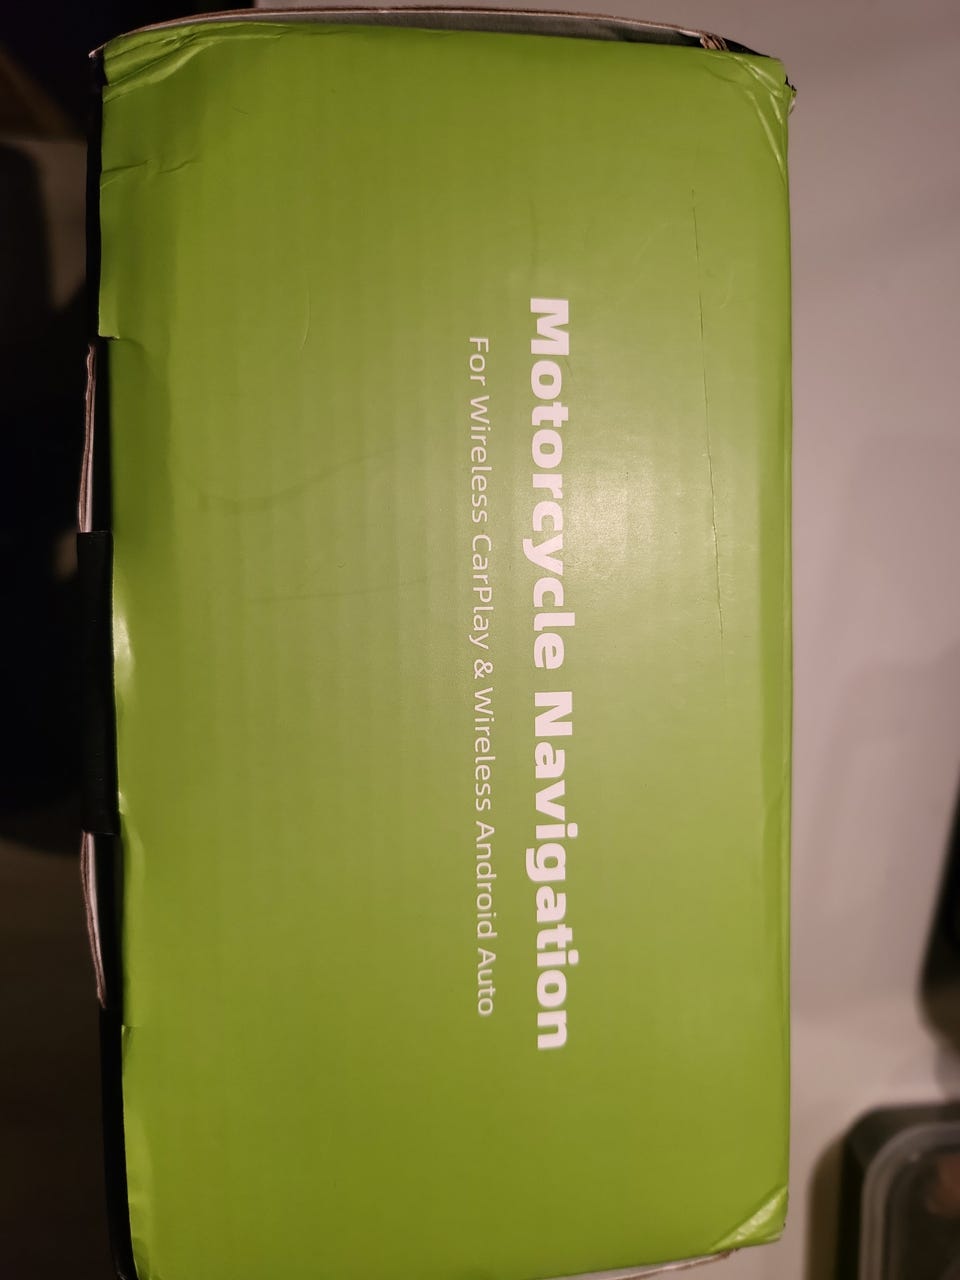 Motorcycle Navigation
For Wireless CarPlay & Wireless Android Auto